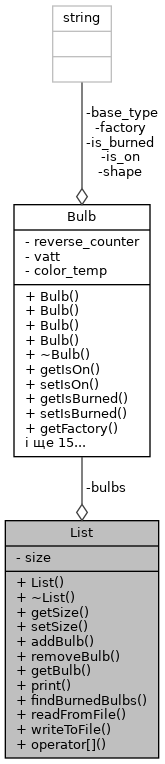 string
-base_type
-factory
-is_burned
-is_on
-shape
Bulb
- reverse_counter
- vatt
- color_temp
+ Bulb()
+ Bulb()
+ Bulb()
+ Bulb()
+ ~Bulb()
+ getIsOn()
+ setIsOn()
+ getIsBurned()
+ setIsBurned()
+ getFactory()
і ще 15...
-bulbs
List
- size
+ List()
+ ~List()
+ getSize()
+ setSize()
+ addBulb()
+ removeBulb()
+ getBulb()
+ print()
+ findBurnedBulbs()
+ readFromFile()
+ writeToFile()
+ operator[]()